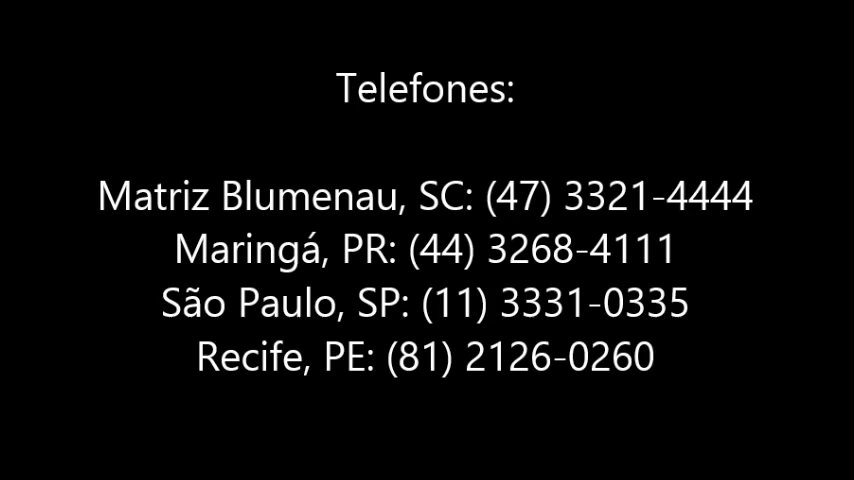 Telefones:
Matriz Blumenau, SC: (47) 3321-4444
Maringá, PR: (44) 3268-4111
São Paulo, SP: (11) 3331-0335
Recife, PE: (81) 2126-0260